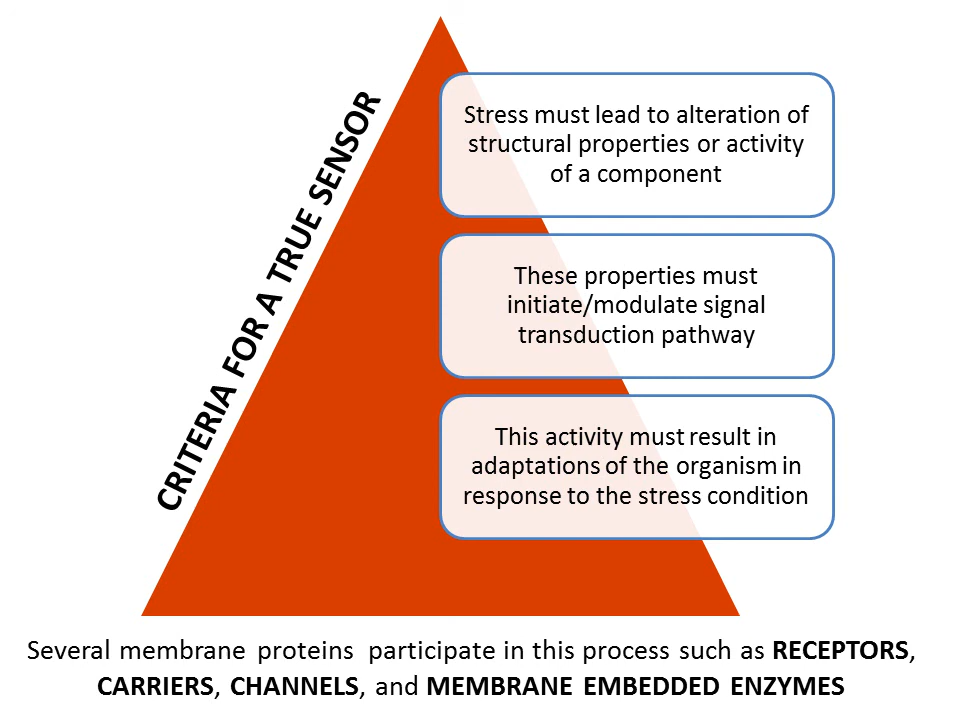 CRITERIA FOR A TRUE SENSOR
Stress must lead to alteration of
structural properties or activity
of a component
These properties must
initiate/modulate signal
transduction pathway
This activity must result in
adaptations of the organism in
response to the stress condition
Several membrane proteins participate in this process such as RECEPTORS,
CARRIERS, CHANNELS, and MEMBRANE EMBEDDED ENZYMES